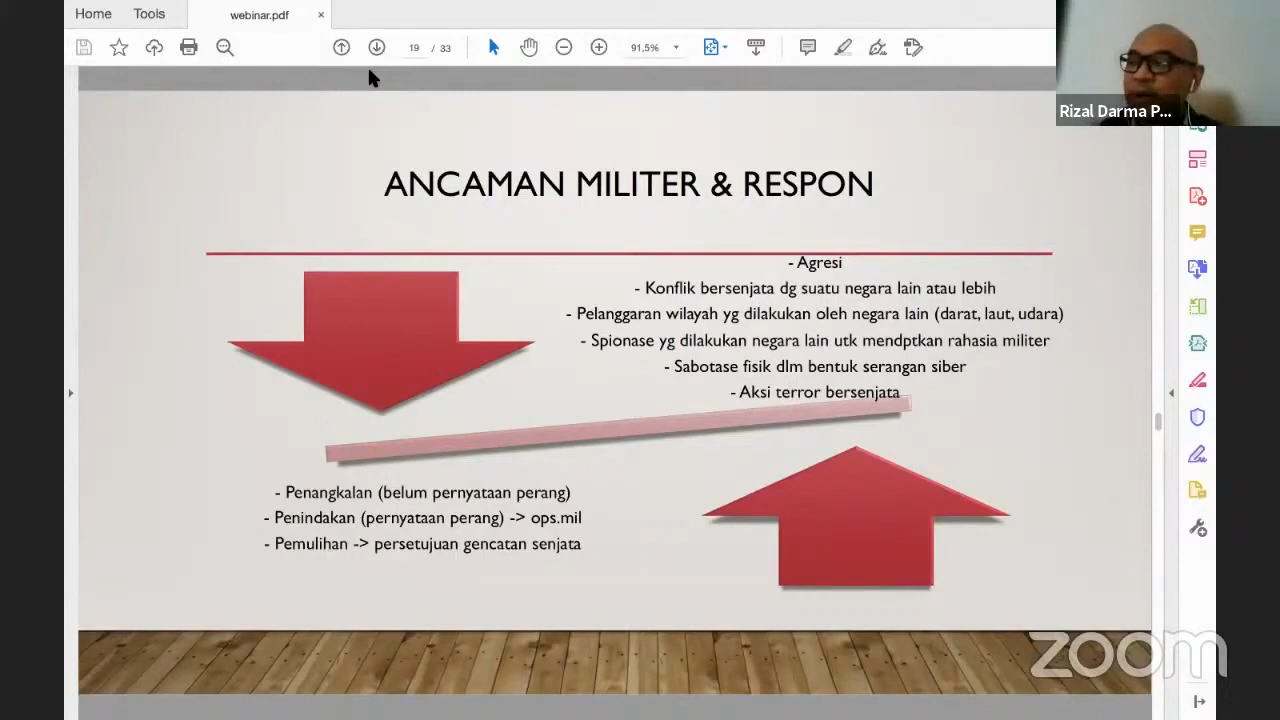 Home Tools webinar.pdf ×
19 / 33 91,5%
Rizal Darma P...
ANCAMAN MILITER & RESPON
- Agresi
- Konflik bersenjata dg suatu negara lain atau lebih
- Pelanggaran wilayah yg dilakukan oleh negara lain (darat, laut, udara)
- Spionase yg dilakukan negara lain utk mendptkan rahasia militer
- Sabotase fisik dlm bentuk serangan siber
- Aksi terror bersenjata
- Penangkalan (belum pernyataan perang)
- Penindakan (pernyataan perang) -> ops.mil
- Pemulihan -> persetujuan gencatan senjata
zoom